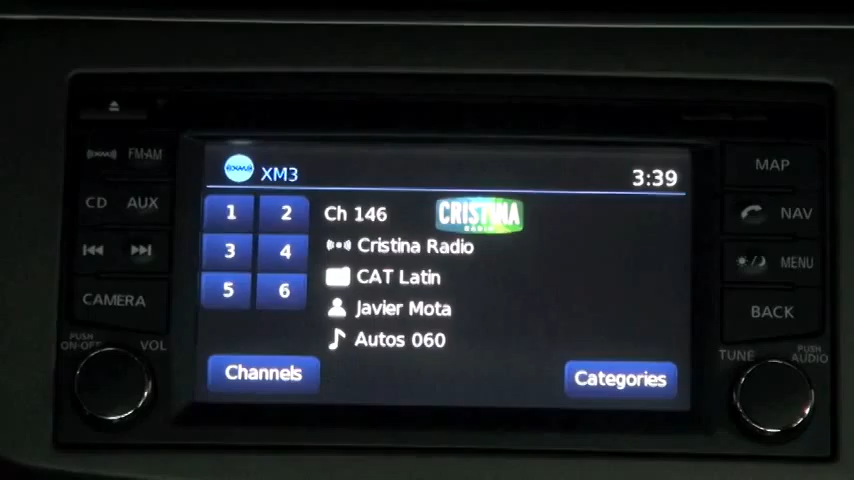 XM3
3:39
1 2
3 4
5 6
Ch 146
CRISTINA
RADIO
Cristina Radio
CAT Latin
Javier Mota
Autos 060
Channels
Categories
XM
FM·AM
CD AUX
CAMERA
PUSH
ON·OFF VOL
MAP
NAV
MENU
BACK
TUNE PUSH
AUDIO